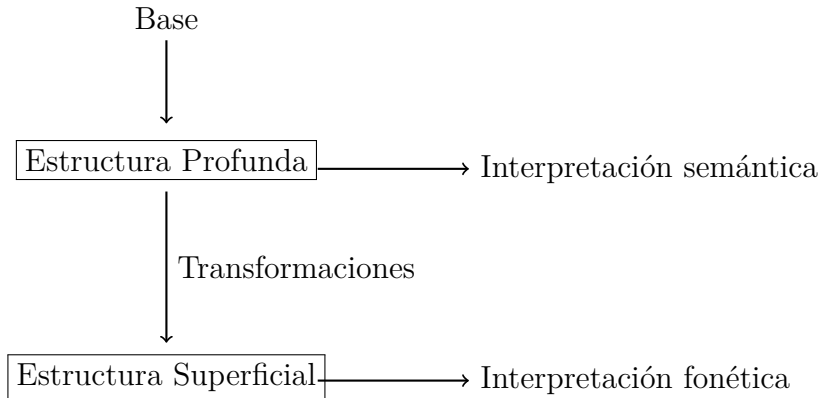 Base
Estructura Profunda
Interpretación semántica
Transformaciones
Estructura Superficial
Interpretación fonética